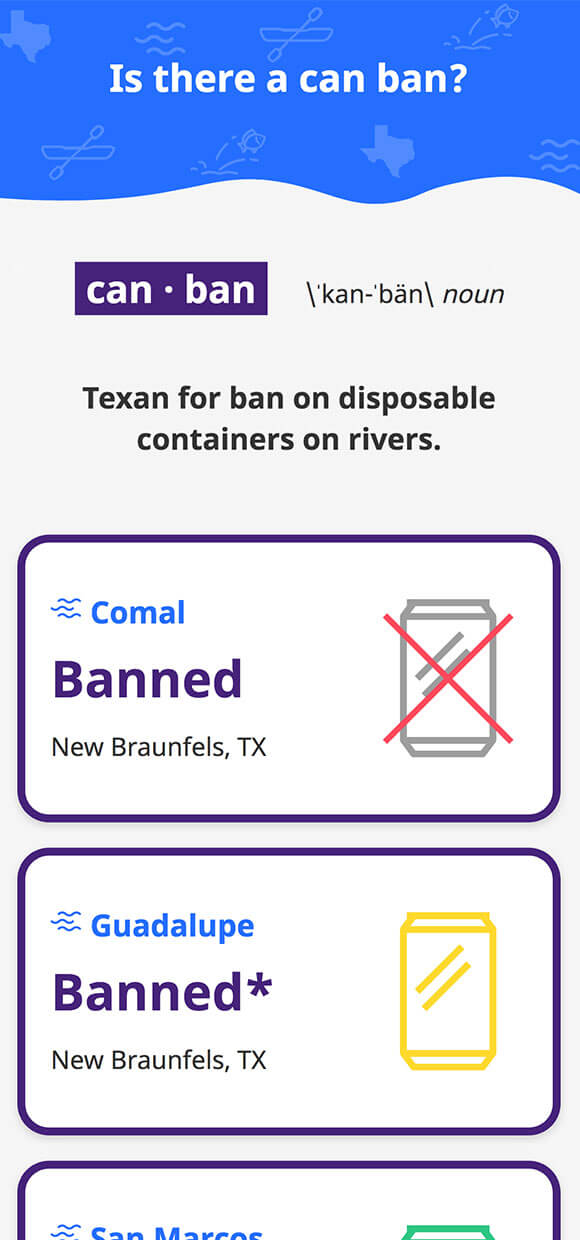 Is there a can ban?
can · ban
\ˈkan-ˈbän\ noun
Texan for ban on disposable
containers on rivers.
Comal
Banned
New Braunfels, TX
Guadalupe
Banned*
New Braunfels, TX
San Marcos